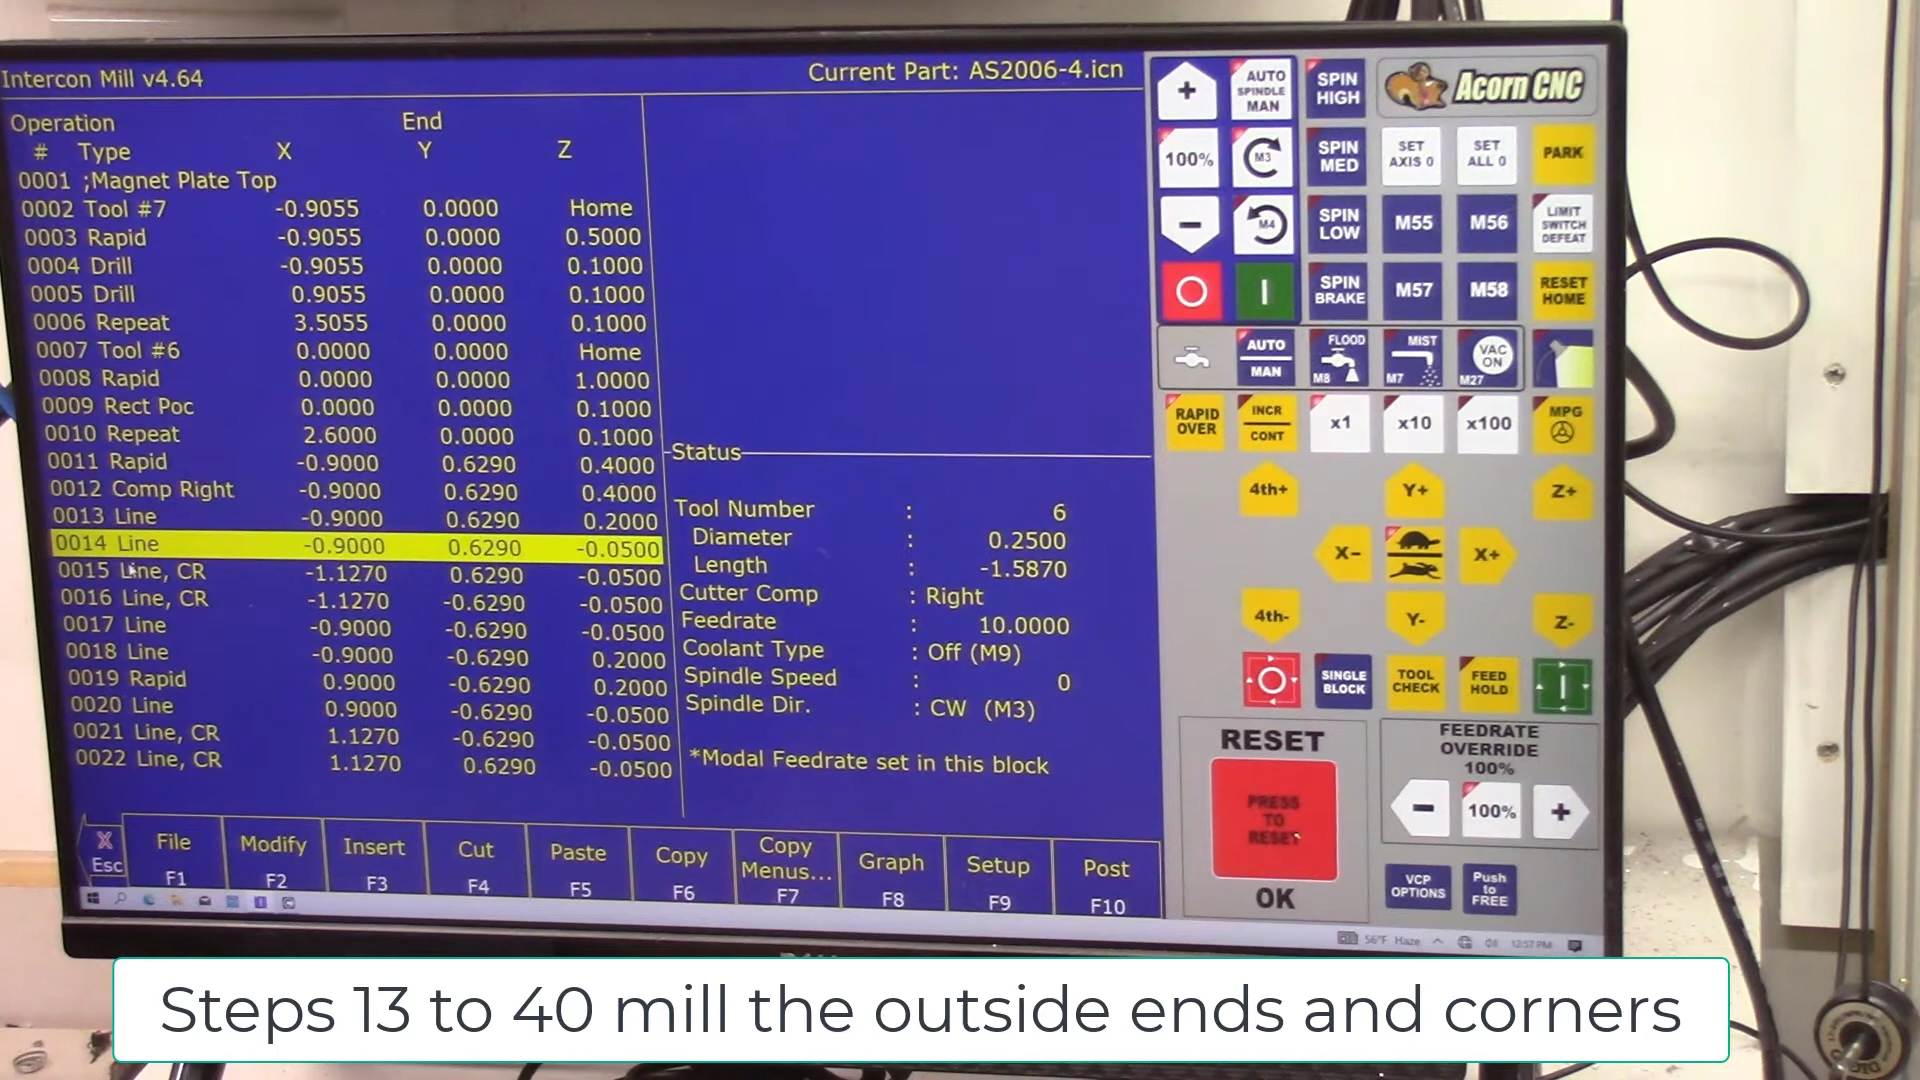 Intercon Mill v4.64
Current Part: AS2006-4.icn
Operation End
# Type X Y Z
0001 ;Magnet Plate Top
0002 Tool #7 -0.9055 0.0000 Home
0003 Rapid -0.9055 0.0000 0.5000
0004 Drill -0.9055 0.0000 0.1000
0005 Drill 0.9055 0.0000 0.1000
0006 Repeat 3.5055 0.0000 0.1000
0007 Tool #6 0.0000 0.0000 Home
0008 Rapid 0.0000 0.0000 1.0000
0009 Rect Poc 0.0000 0.0000 0.1000
0010 Repeat 2.6000 0.0000 0.1000
0011 Rapid -0.9000 0.6290 0.4000
0012 Comp Right -0.9000 0.6290 0.4000
0013 Line -0.9000 0.6290 0.2000
0014 Line -0.9000 0.6290 -0.0500
0015 Line, CR -1.1270 0.6290 -0.0500
0016 Line, CR -1.1270 -0.6290 -0.0500
0017 Line -0.9000 -0.6290 -0.0500
0018 Line -0.9000 -0.6290 0.2000
0019 Rapid 0.9000 -0.6290 0.2000
0020 Line 0.9000 -0.6290 -0.0500
0021 Line, CR 1.1270 -0.6290 -0.0500
0022 Line, CR 1.1270 0.6290 -0.0500
Status
Tool Number : 6
Diameter : 0.2500
Length : -1.5870
Cutter Comp : Right
Feedrate : 10.0000
Coolant Type : Off (M9)
Spindle Speed : 0
Spindle Dir. : CW (M3)
*Modal Feedrate set in this block
X Esc
File F1
Modify F2
Insert F3
Cut F4
Paste F5
Copy F6
Copy Menus... F7
Graph F8
Setup F9
Post F10
+
AUTO SPINDLE MAN
SPIN HIGH
Acorn CNC
100%
M3
SPIN MED
SET AXIS 0
SET ALL 0
PARK
-
M4
SPIN LOW
M55
M56
LIMIT SWITCH DEFEAT
SPIN BRAKE
M57
M58
RESET HOME
AUTO MAN
FLOOD M8
MIST M7
VAC ON M27
RAPID OVER
INCR CONT
x1
x10
x100
MPG
4th+
Y+
Z+
X-
X+
4th-
Y-
Z-
SINGLE BLOCK
TOOL CHECK
FEED HOLD
RESET
PRESS TO RESET
OK
FEEDRATE OVERRIDE 100%
-
100%
+
VCP OPTIONS
Push to FREE
56°F Haze
12:57 PM
Steps 13 to 40 mill the outside ends and corners